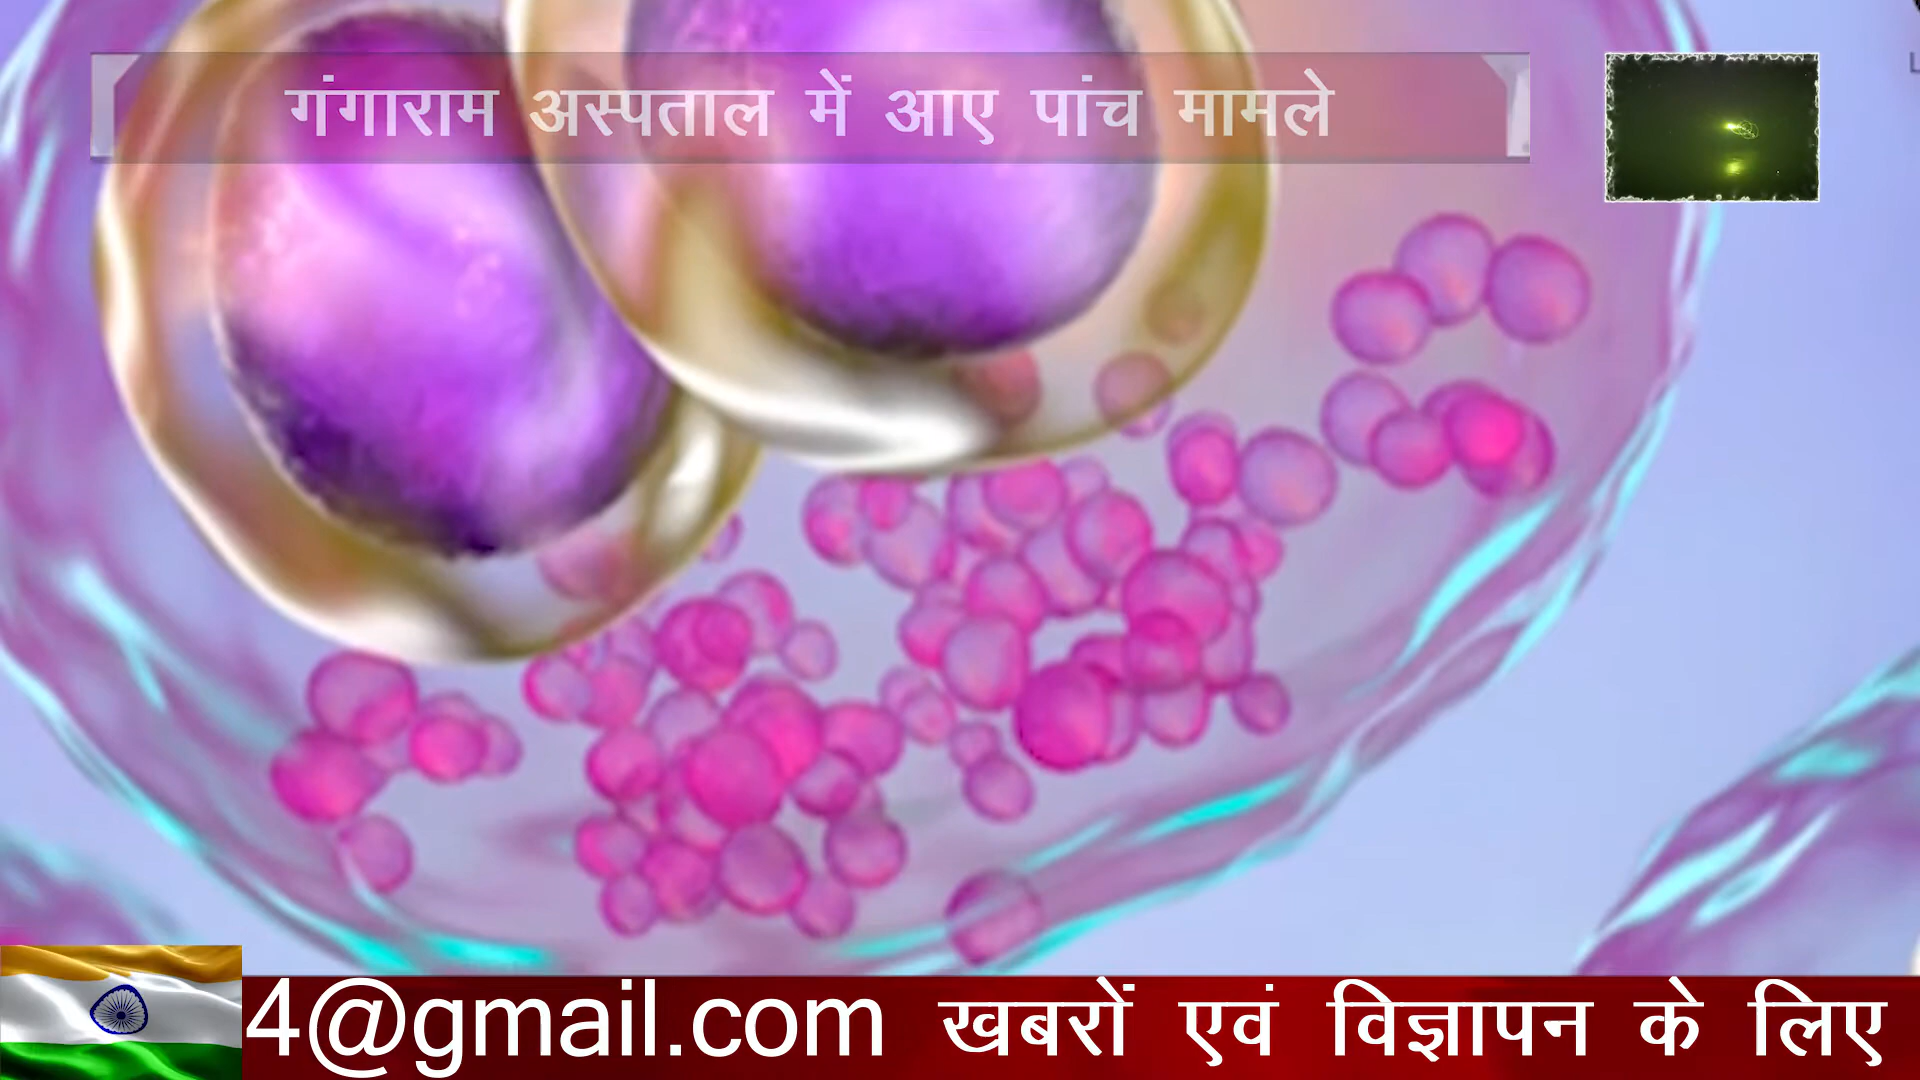 गंगाराम अस्पताल में आए पांच मामले
4@gmail.com खबरों एवं विज्ञापन के लिए